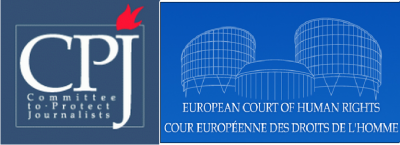 CPJ
Committee
to·Protect
Journalists
EUROPEAN COURT OF HUMAN RIGHTS
COUR EUROPÉENNE DES DROITS DE L'HOMME